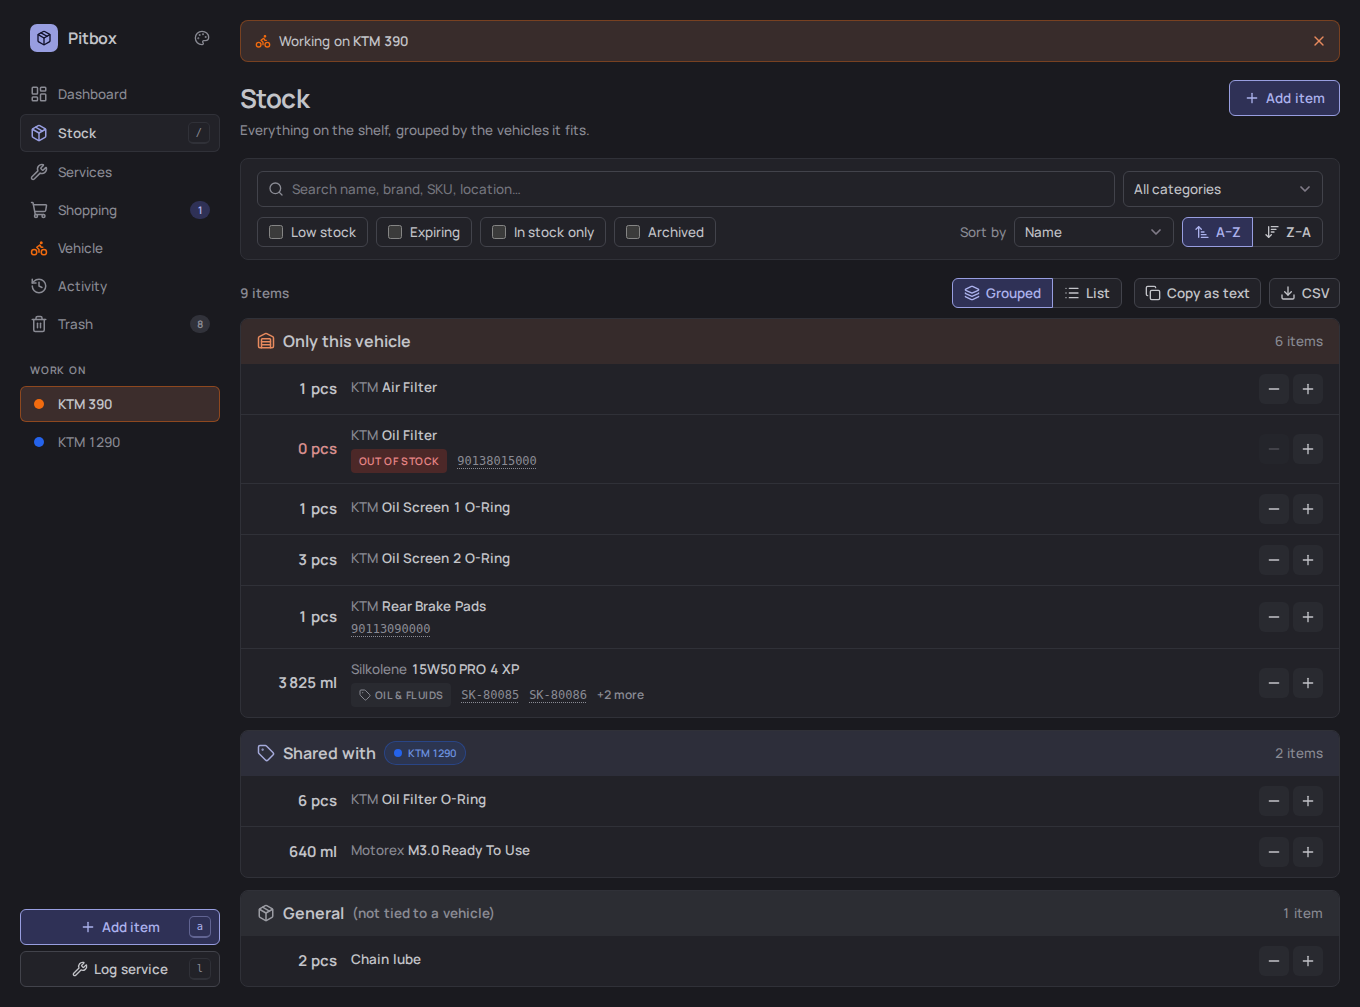 Pitbox
Dashboard
Stock /
Services
Shopping 1
Vehicle
Activity
Trash 8
WORK ON
KTM 390
KTM 1290
+ Add item a
Log service l
Working on KTM 390
Stock
+ Add item
Everything on the shelf, grouped by the vehicles it fits.
Search name, brand, SKU, location...
All categories
Low stock
Expiring
In stock only
Archived
Sort by
Name
A–Z
Z–A
9 items
Grouped
List
Copy as text
CSV
Only this vehicle
6 items
1 pcs KTM Air Filter
0 pcs KTM Oil Filter
OUT OF STOCK 90138015000
1 pcs KTM Oil Screen 1 O-Ring
3 pcs KTM Oil Screen 2 O-Ring
1 pcs KTM Rear Brake Pads
90113090000
3 825 ml Silkolene 15W50 PRO 4 XP
OIL & FLUIDS SK-80085 SK-80086 +2 more
Shared with KTM 1290
2 items
6 pcs KTM Oil Filter O-Ring
640 ml Motorex M3.0 Ready To Use
General (not tied to a vehicle)
1 item
2 pcs Chain lube